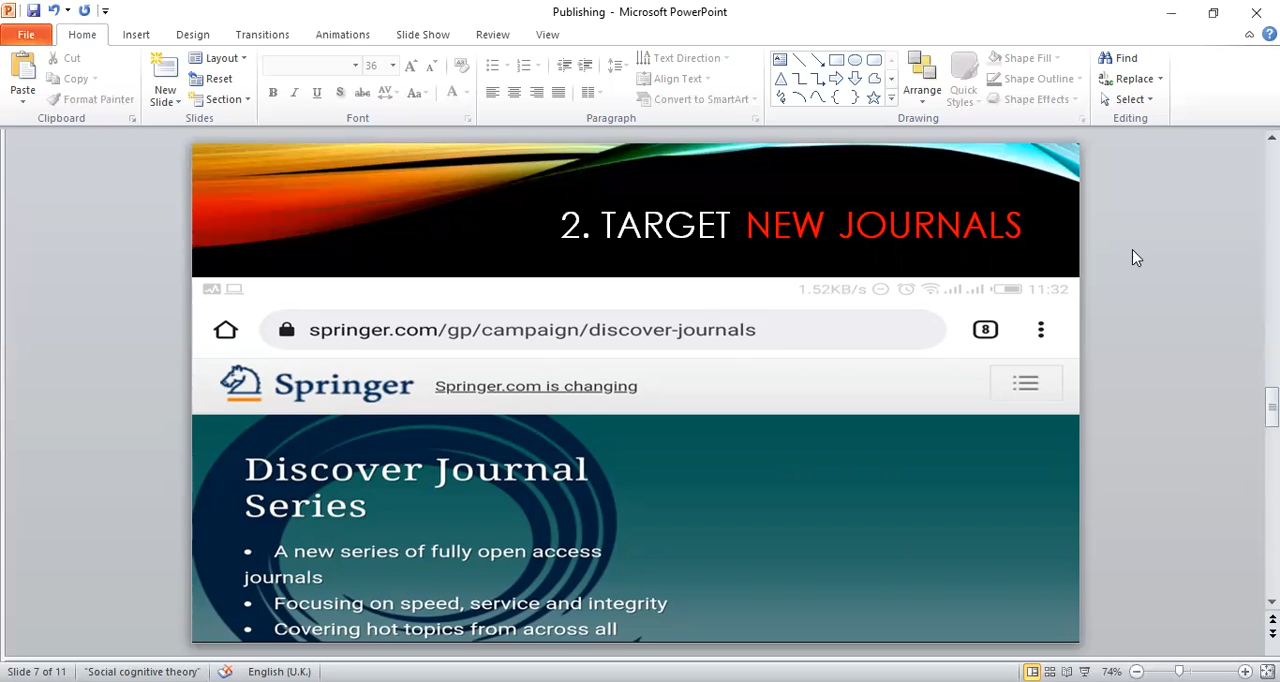 Publishing - Microsoft PowerPoint
File Home Insert Design Transitions Animations Slide Show Review View
Paste
Cut
Copy
Format Painter
Clipboard
New Slide
Layout
Reset
Section
Slides
36
B I U S abc AV Aa A
Font
Text Direction
Align Text
Convert to SmartArt
Paragraph
Arrange
Quick Styles
Shape Fill
Shape Outline
Shape Effects
Drawing
Find
Replace
Select
Editing
2. TARGET NEW JOURNALS
1.52KB/s 11:32
springer.com/gp/campaign/discover-journals 8
Springer Springer.com is changing
Discover Journal
Series
• A new series of fully open access
journals
• Focusing on speed, service and integrity
• Covering hot topics from across all
Slide 7 of 11 "Social cognitive theory" English (U.K.) 74%